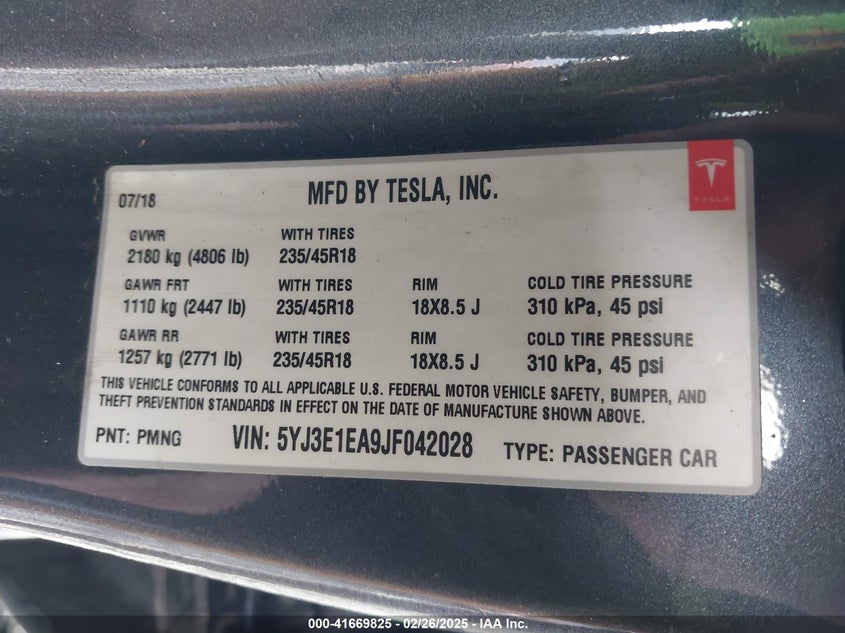 07/18
MFD BY TESLA, INC.
TESLA
GVWR WITH TIRES
2180 kg (4806 lb) 235/45R18
GAWR FRT WITH TIRES RIM COLD TIRE PRESSURE
1110 kg (2447 lb) 235/45R18 18X8.5 J 310 kPa, 45 psi
GAWR RR WITH TIRES RIM COLD TIRE PRESSURE
1257 kg (2771 lb) 235/45R18 18X8.5 J 310 kPa, 45 psi
THIS VEHICLE CONFORMS TO ALL APPLICABLE U.S. FEDERAL MOTOR VEHICLE SAFETY, BUMPER, AND
THEFT PREVENTION STANDARDS IN EFFECT ON THE DATE OF MANUFACTURE SHOWN ABOVE.
PNT: PMNG VIN: 5YJ3E1EA9JF042028 TYPE: PASSENGER CAR
000-41669825 - 02/26/2025 - IAA Inc.